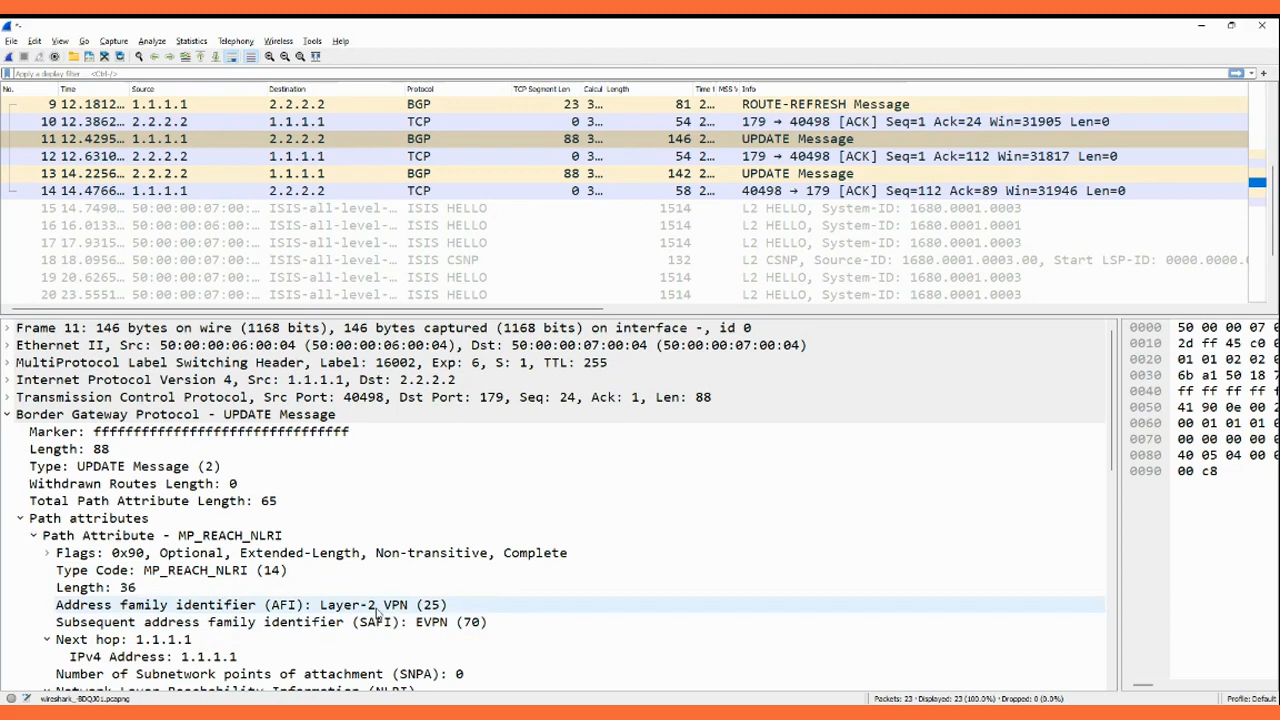 File Edit View Go Capture Analyze Statistics Telephony Wireless Tools Help
Apply a display filter ... <Ctrl-/>
No. Time Source Destination Protocol TCP Segment Len Calcul Length Time MSS Info
9 12.1812… 1.1.1.1 2.2.2.2 BGP 23 3… 81 2… ROUTE-REFRESH Message
10 12.3862… 2.2.2.2 1.1.1.1 TCP 0 3… 54 2… 179 → 40498 [ACK] Seq=1 Ack=24 Win=31905 Len=0
11 12.4295… 1.1.1.1 2.2.2.2 BGP 88 3… 146 2… UPDATE Message
12 12.6310… 2.2.2.2 1.1.1.1 TCP 0 3… 54 2… 179 → 40498 [ACK] Seq=1 Ack=112 Win=31817 Len=0
13 14.2256… 2.2.2.2 1.1.1.1 BGP 88 3… 142 2… UPDATE Message
14 14.4766… 1.1.1.1 2.2.2.2 TCP 0 3… 58 2… 40498 → 179 [ACK] Seq=112 Ack=89 Win=31946 Len=0
15 14.7490… 50:00:00:07:00:… ISIS-all-level-… ISIS HELLO 1514 L2 HELLO, System-ID: 1680.0001.0003
16 16.0133… 50:00:00:06:00:… ISIS-all-level-… ISIS HELLO 1514 L2 HELLO, System-ID: 1680.0001.0001
17 17.9315… 50:00:00:07:00:… ISIS-all-level-… ISIS HELLO 1514 L2 HELLO, System-ID: 1680.0001.0003
18 18.0956… 50:00:00:07:00:… ISIS-all-level-… ISIS CSNP 132 L2 CSNP, Source-ID: 1680.0001.0003.00, Start LSP-ID: 0000.0000.0
19 20.6265… 50:00:00:07:00:… ISIS-all-level-… ISIS HELLO 1514 L2 HELLO, System-ID: 1680.0001.0003
20 23.5551… 50:00:00:07:00:… ISIS-all-level-… ISIS HELLO 1514 L2 HELLO, System-ID: 1680.0001.0003
Frame 11: 146 bytes on wire (1168 bits), 146 bytes captured (1168 bits) on interface -, id 0
Ethernet II, Src: 50:00:00:06:00:04 (50:00:00:06:00:04), Dst: 50:00:00:07:00:04 (50:00:00:07:00:04)
MultiProtocol Label Switching Header, Label: 16002, Exp: 6, S: 1, TTL: 255
Internet Protocol Version 4, Src: 1.1.1.1, Dst: 2.2.2.2
Transmission Control Protocol, Src Port: 40498, Dst Port: 179, Seq: 24, Ack: 1, Len: 88
Border Gateway Protocol - UPDATE Message
Marker: ffffffffffffffffffffffffffffffff
Length: 88
Type: UPDATE Message (2)
Withdrawn Routes Length: 0
Total Path Attribute Length: 65
Path attributes
Path Attribute - MP_REACH_NLRI
Flags: 0x90, Optional, Extended-Length, Non-transitive, Complete
Type Code: MP_REACH_NLRI (14)
Length: 36
Address family identifier (AFI): Layer-2 VPN (25)
Subsequent address family identifier (SAFI): EVPN (70)
Next hop: 1.1.1.1
IPv4 Address: 1.1.1.1
Number of Subnetwork points of attachment (SNPA): 0
Network Layer Reachability Information (NLRI)
0000 50 00 00 07 0
0010 2d ff 45 c0 0
0020 01 01 02 02 0
0030 6b a1 50 18 7
0040 ff ff ff ff f
0050 41 90 0e 00 2
0060 00 01 01 01 0
0070 00 00 00 00 0
0080 40 05 04 00 0
0090 00 c8
wireshark_-BDQJ01.pcapng
Packets: 23 · Displayed: 23 (100.0%) · Dropped: 0 (0.0%)
Profile: Default